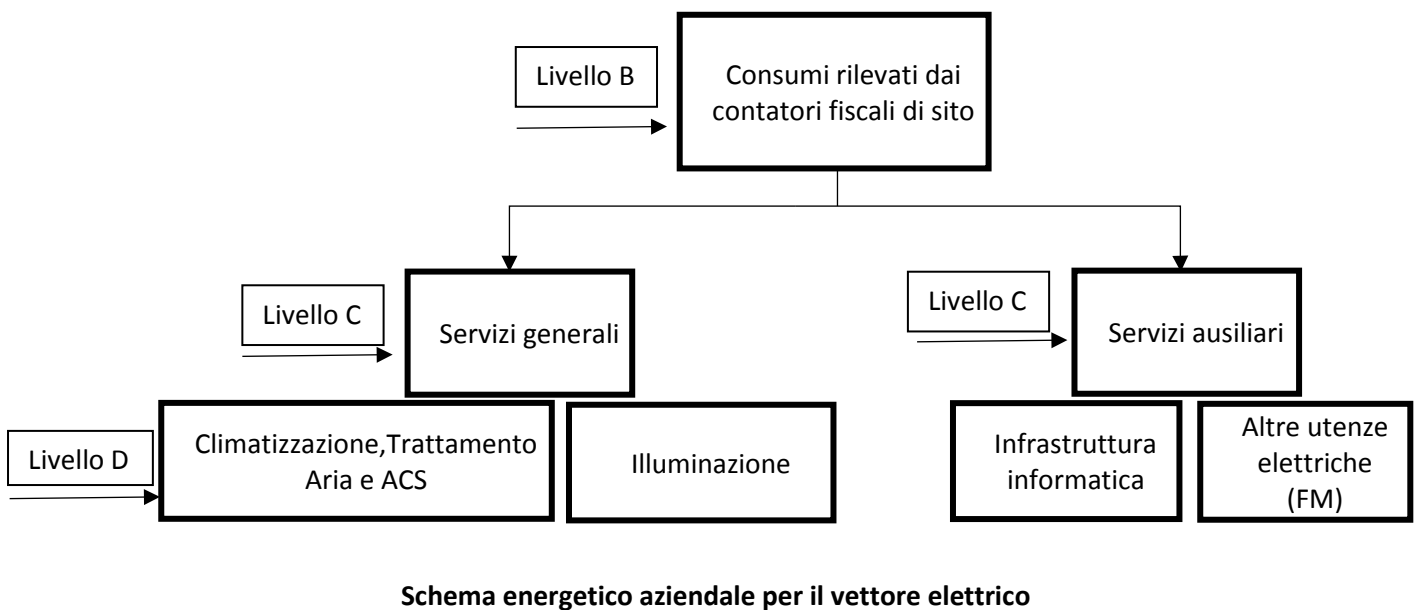 Livello B
Consumi rilevati dai
contatori fiscali di sito
Livello C
Servizi generali
Livello C
Servizi ausiliari
Livello D
Climatizzazione,Trattamento
Aria e ACS
Illuminazione
Infrastruttura
informatica
Altre utenze
elettriche
(FM)
Schema energetico aziendale per il vettore elettrico